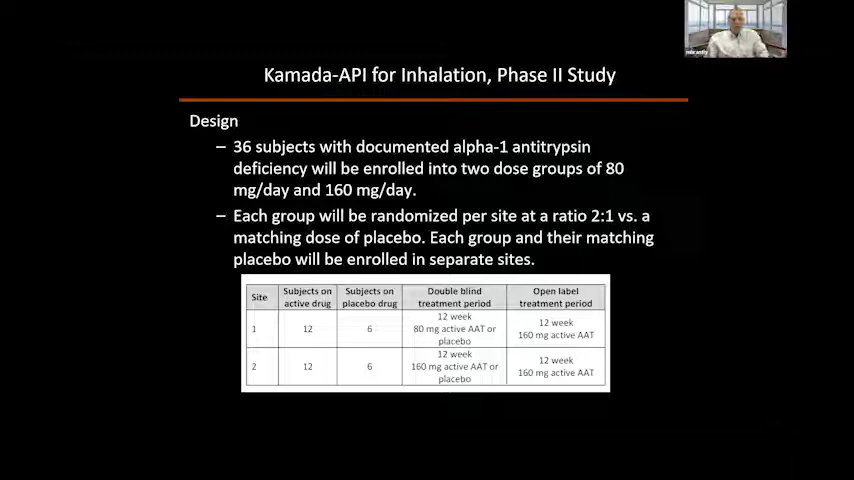 Kamada-API for Inhalation, Phase II Study
Design
– 36 subjects with documented alpha-1 antitrypsin
deficiency will be enrolled into two dose groups of 80
mg/day and 160 mg/day.
– Each group will be randomized per site at a ratio 2:1 vs. a
matching dose of placebo. Each group and their matching
placebo will be enrolled in separate sites.
Site | Subjects on active drug | Subjects on placebo drug | Double blind treatment period | Open label treatment period
1 | 12 | 6 | 12 week 80 mg active AAT or placebo | 12 week 160 mg active AAT
2 | 12 | 6 | 12 week 160 mg active AAT or placebo | 12 week 160 mg active AAT